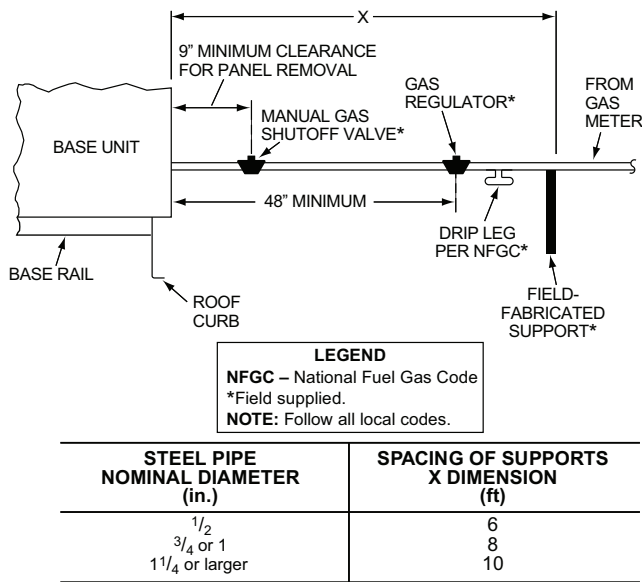 X
9” MINIMUM CLEARANCE
FOR PANEL REMOVAL
MANUAL GAS
SHUTOFF VALVE*
GAS
REGULATOR*
FROM
GAS
METER
BASE UNIT
48” MINIMUM
DRIP LEG
PER NFGC*
BASE RAIL
ROOF
CURB
FIELD-
FABRICATED
SUPPORT*
LEGEND
NFGC – National Fuel Gas Code
*Field supplied.
NOTE: Follow all local codes.
STEEL PIPE
NOMINAL DIAMETER
(in.)
SPACING OF SUPPORTS
X DIMENSION
(ft)
1/2 6
3/4 or 1 8
1 1/4 or larger 10